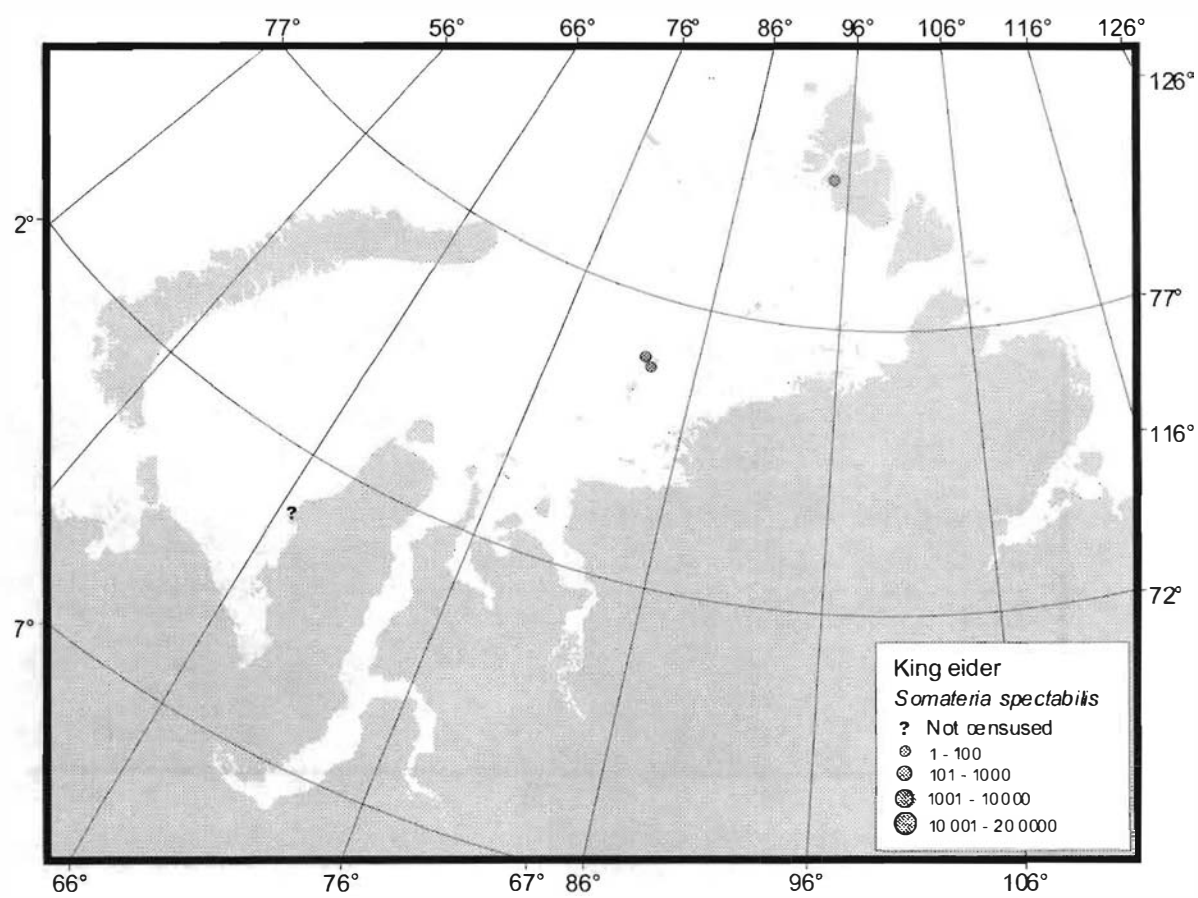 77° 56° 66° 76° 86° 96° 106° 116° 126°
126°
2°
77°
116°
?
72°
7°
King eider
Somateria spectabilis
? Not censused
1 - 100
101 - 1000
1001 - 10000
10 001 - 20 0000
66° 76° 67° 86° 96° 106°